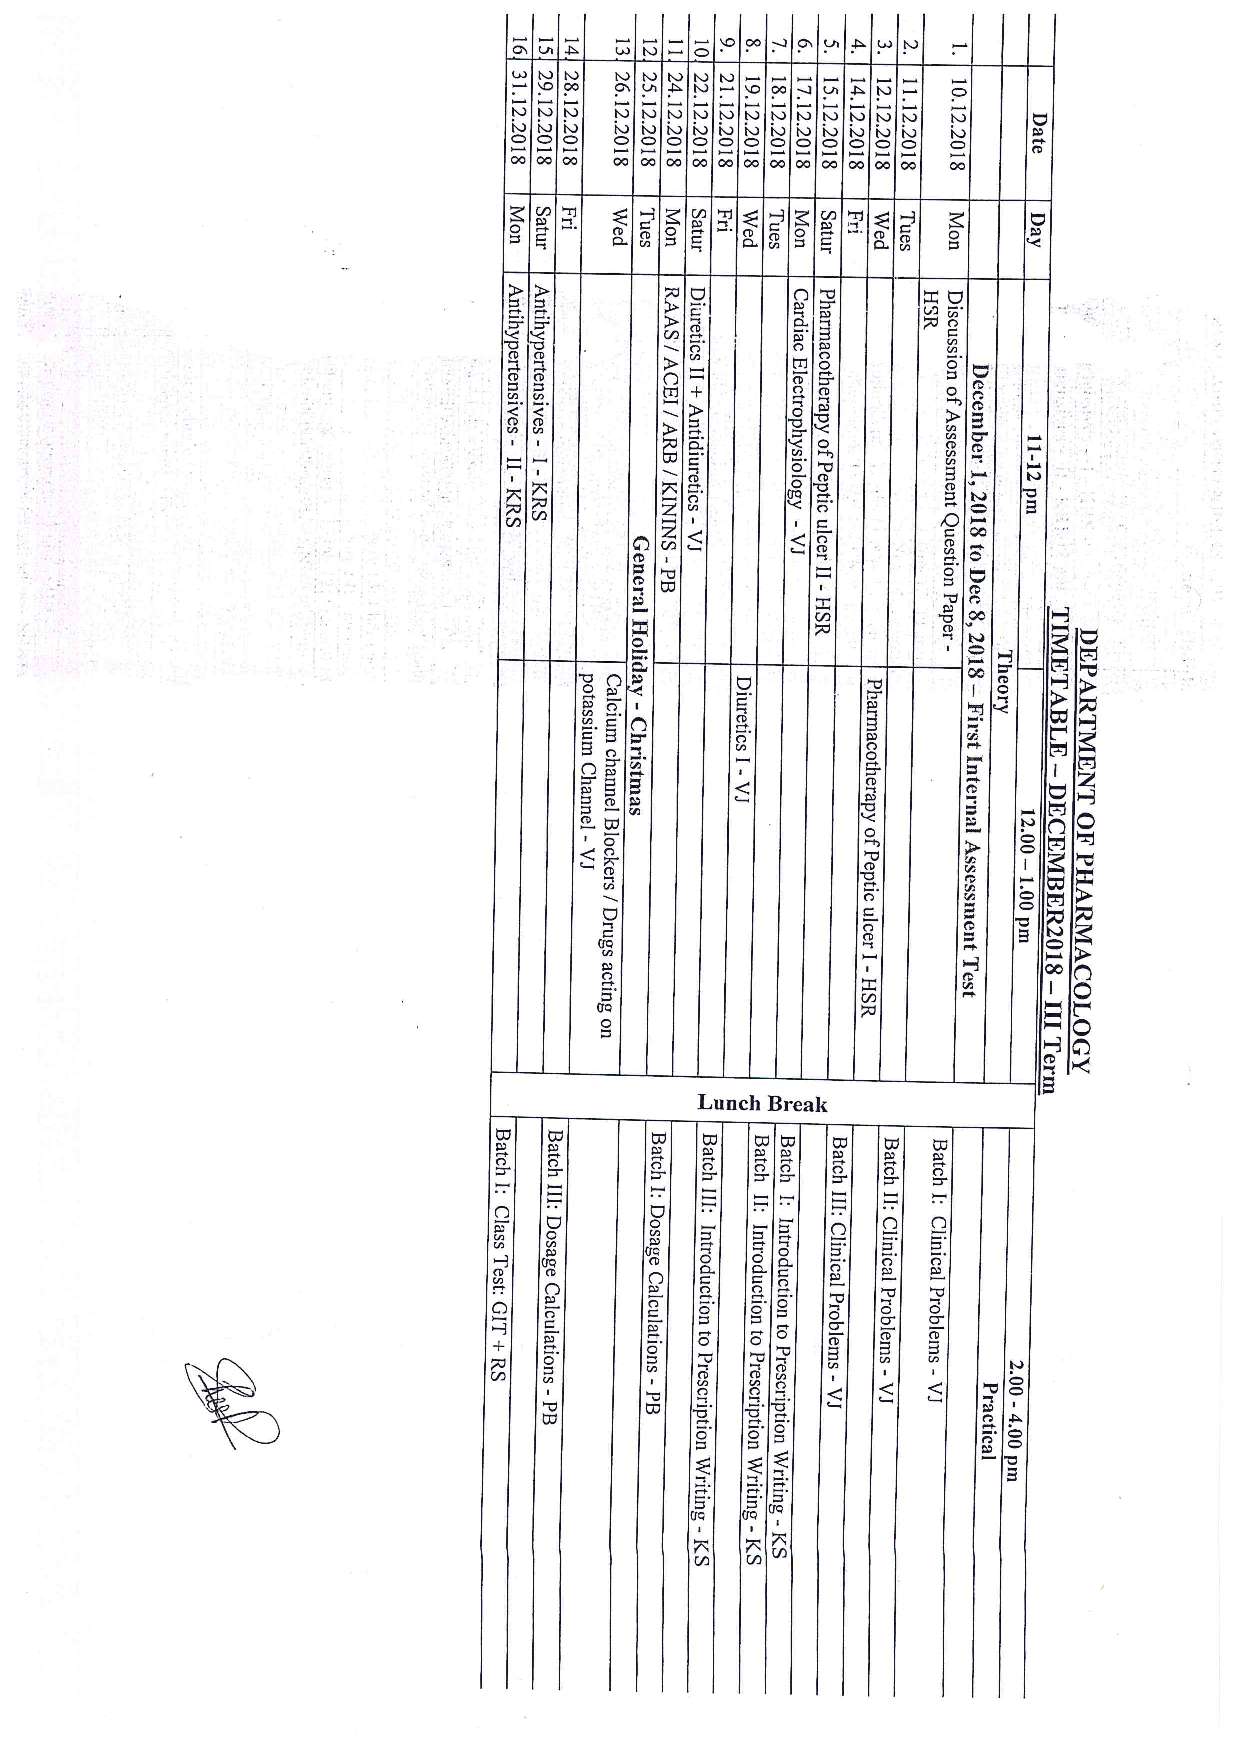 DEPARTMENT OF PHARMACOLOGY
TIMETABLE – DECEMBER2018 – III Term
Date Day 11-12 pm 12.00 – 1.00 pm 2.00 - 4.00 pm
Theory Practical
December 1, 2018 to Dec 8, 2018 – First Internal Assessment Test
1. 10.12.2018 Mon Discussion of Assessment Question Paper - Batch I: Clinical Problems - VJ
HSR
2. 11.12.2018 Tues Batch II: Clinical Problems - VJ
3. 12.12.2018 Wed Pharmacotherapy of Peptic ulcer I - HSR
4. 14.12.2018 Fri Batch III: Clinical Problems - VJ
5. 15.12.2018 Satur Pharmacotherapy of Peptic ulcer II - HSR
6. 17.12.2018 Mon Cardiac Electrophysiology - VJ Batch I: Introduction to Prescription Writing - KS
7. 18.12.2018 Tues Batch II: Introduction to Prescription Writing - KS
8. 19.12.2018 Wed Diuretics I - VJ
Lunch Break
9. 21.12.2018 Fri Batch III: Introduction to Prescription Writing - KS
10. 22.12.2018 Satur Diuretics II + Antidiuretics - VJ
11. 24.12.2018 Mon RAAS / ACEI / ARB / KININS - PB Batch I: Dosage Calculations - PB
12. 25.12.2018 Tues General Holiday - Christmas
13. 26.12.2018 Wed Calcium channel Blockers / Drugs acting on
potassium Channel - VJ
14. 28.12.2018 Fri Batch III: Dosage Calculations - PB
15. 29.12.2018 Satur Antihypertensives - I - KRS
16. 31.12.2018 Mon Antihypertensives - II - KRS Batch I: Class Test: GIT + RS